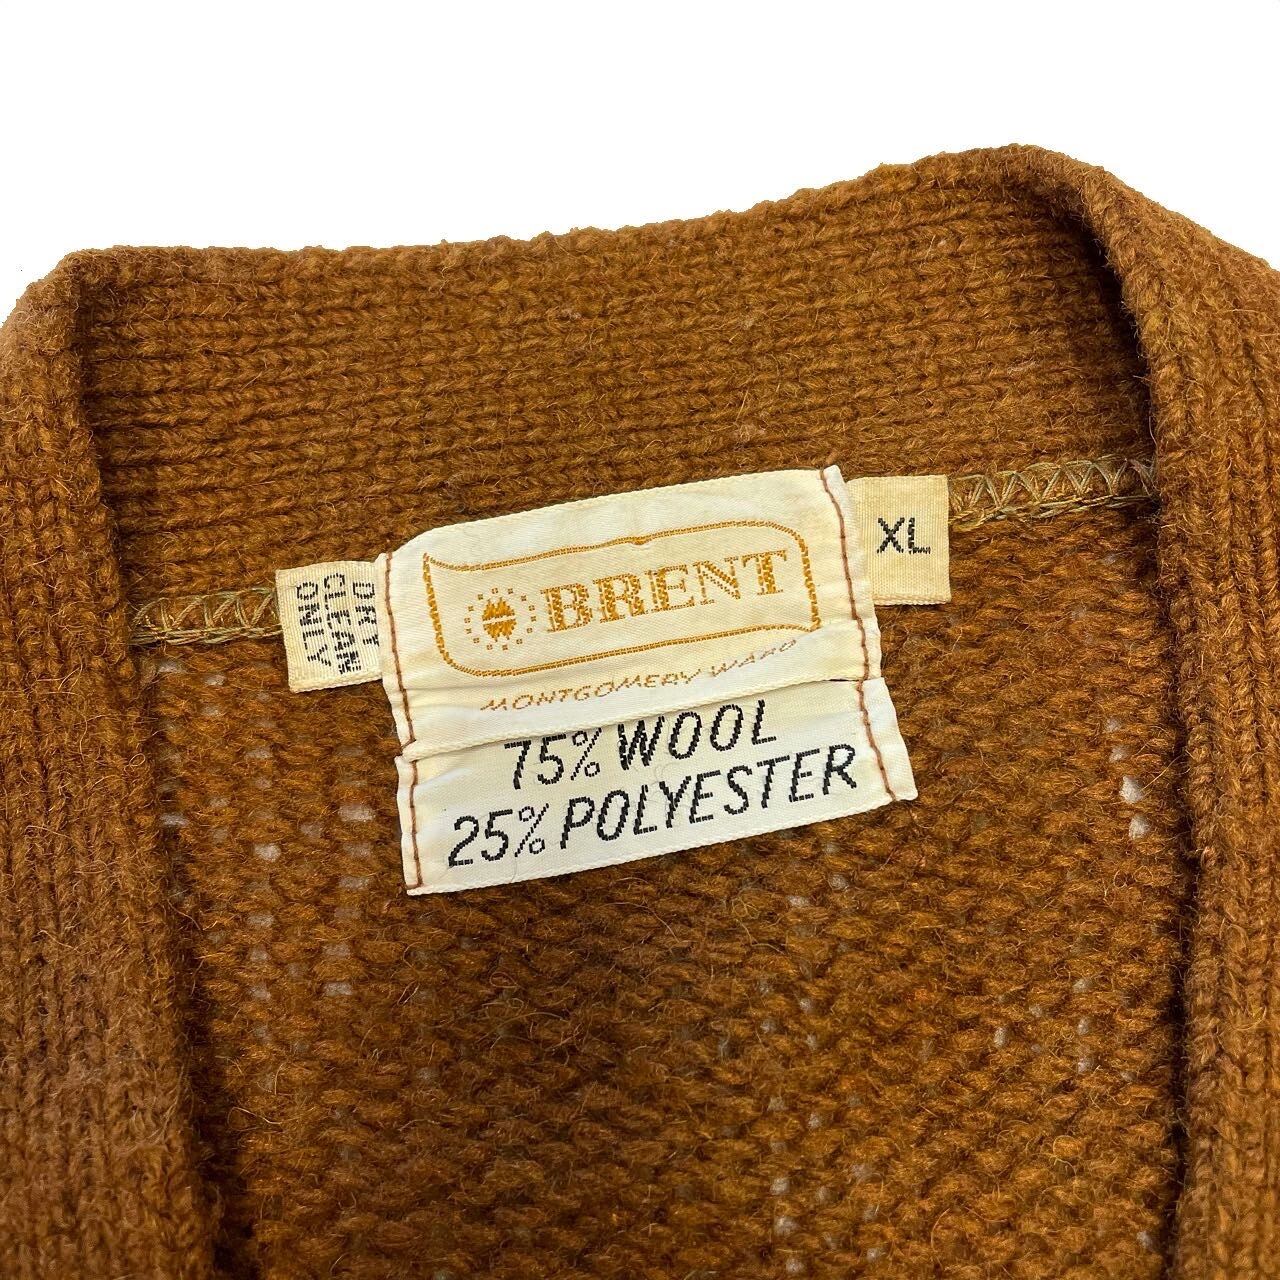 BRENT
MONTGOMERY WARD
75% WOOL
25% POLYESTER
XL
DRY
CLEAN
ONLY